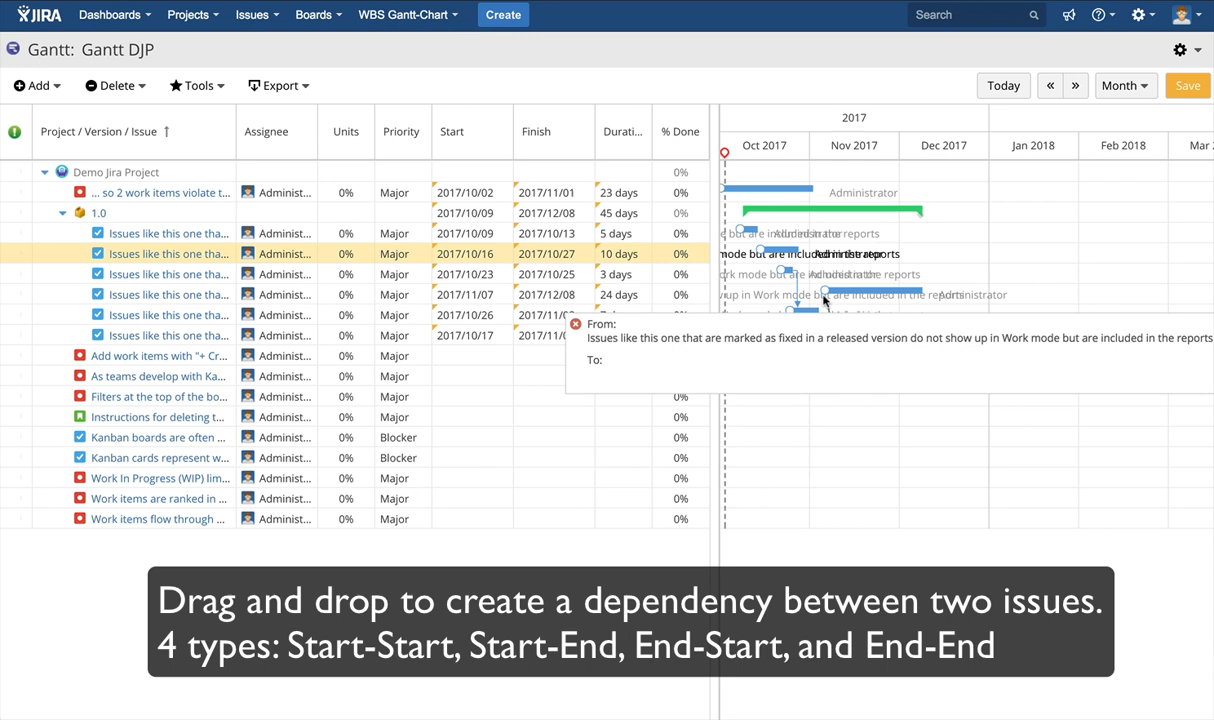 JIRA Dashboards Projects Issues Boards WBS Gantt-Chart Create Search
Gantt: Gantt DJP
Add Delete Tools Export Today « » Month Save
Project / Version / Issue ↑ Assignee Units Priority Start Finish Durati... % Done
2017
Oct 2017 Nov 2017 Dec 2017 Jan 2018 Feb 2018 Mar
Demo Jira Project 0%
... so 2 work items violate t... Administ... 0% Major 2017/10/02 2017/11/01 23 days 0% Administrator
1.0 2017/10/09 2017/12/08 45 days 0%
Issues like this one tha... Administ... 0% Major 2017/10/09 2017/10/13 5 days 0%
Issues like this one tha... Administ... 0% Major 2017/10/16 2017/10/27 10 days 0%
Issues like this one tha... Administ... 0% Major 2017/10/23 2017/10/25 3 days 0%
Issues like this one tha... Administ... 0% Major 2017/11/07 2017/12/08 24 days 0% up in Work mode but are included in the reports Administrator
Issues like this one tha... Administ... 0% Major 2017/10/26
Issues like this one tha... Administ... 0% Major 2017/10/17
From:
Issues like this one that are marked as fixed in a released version do not show up in Work mode but are included in the reports
To:
Add work items with "+ Cr... Administ... 0% Major
As teams develop with Ka... Administ... 0% Major
Filters at the top of the bo... Administ... 0% Major 0%
Instructions for deleting t... Administ... 0% Major 0%
Kanban boards are often ... Administ... 0% Blocker 0%
Kanban cards represent w... Administ... 0% Blocker 0%
Work In Progress (WIP) lim... Administ... 0% Major 0%
Work items are ranked in ... Administ... 0% Major 0%
Work items flow through ... Administ... 0% Major 0%
Drag and drop to create a dependency between two issues.
4 types: Start-Start, Start-End, End-Start, and End-End